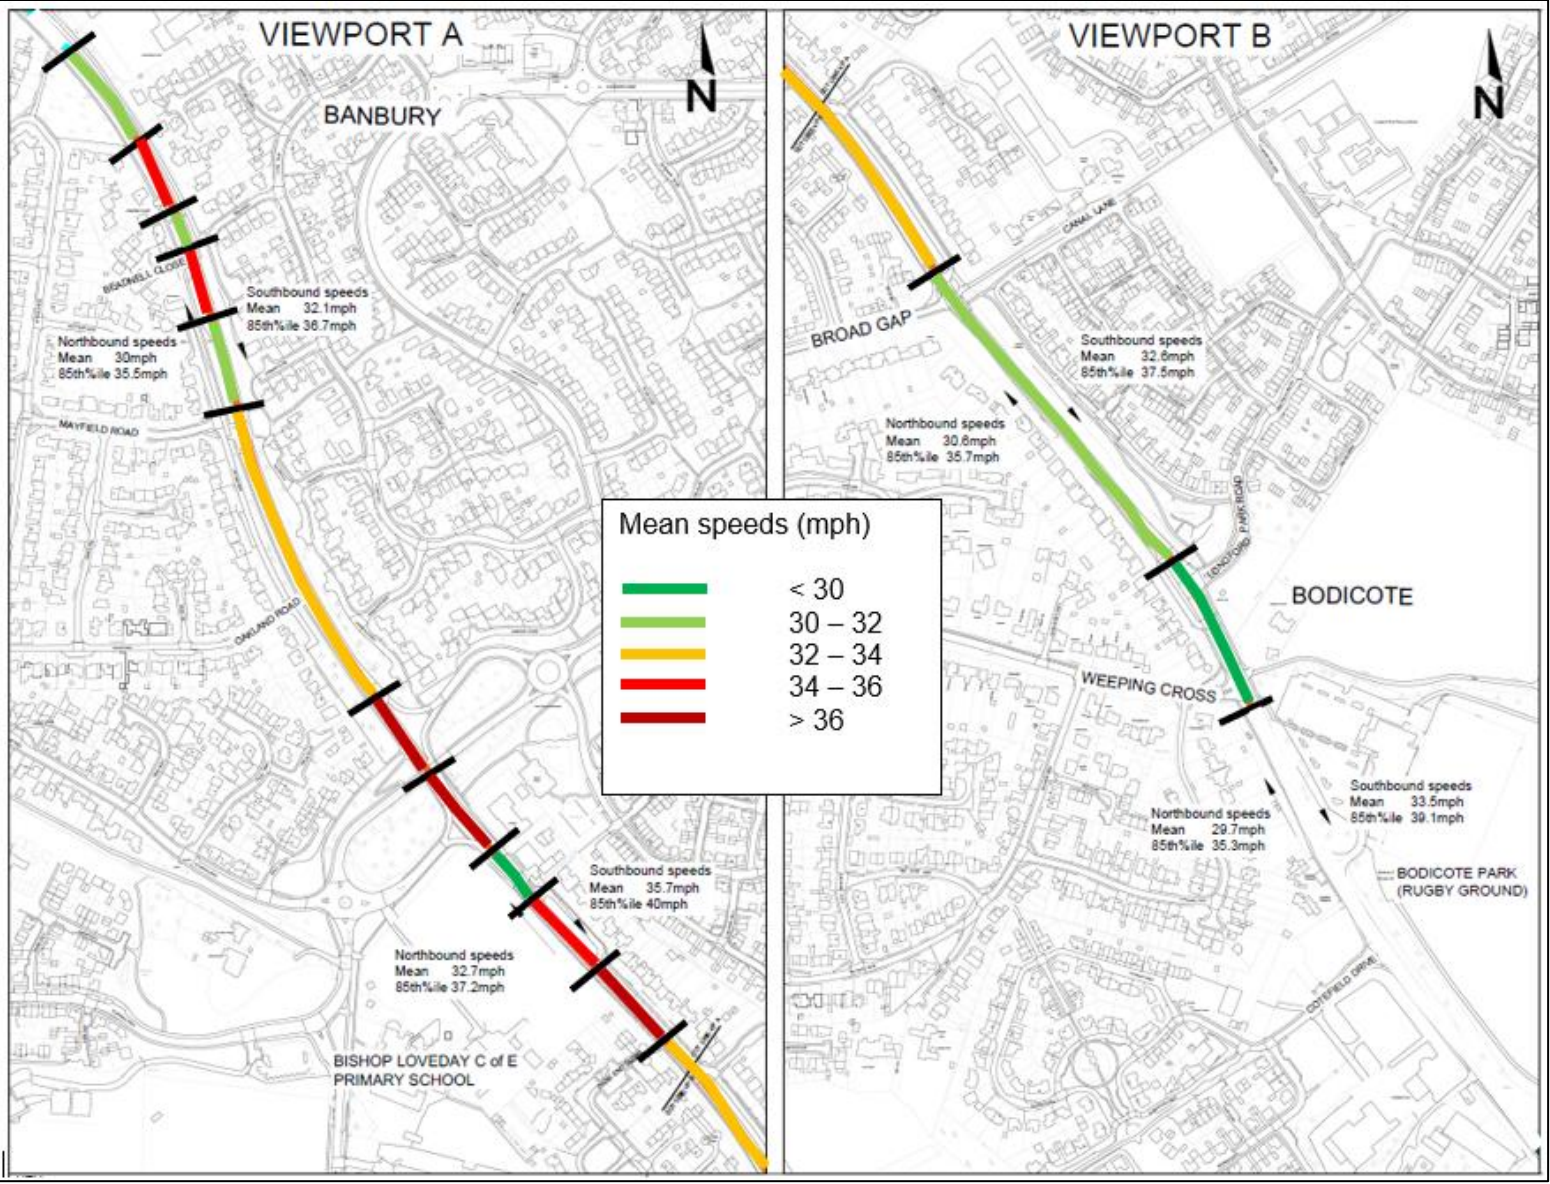 VIEWPORT A
BANBURY
N
BRADNELL CLOSE
Southbound speeds
Mean 32.1mph
85th%ile 36.7mph
Northbound speeds
Mean 30mph
85th%ile 35.5mph
MAYFIELD ROAD
OAKLAND ROAD
Southbound speeds
Mean 35.7mph
85th%ile 40mph
Northbound speeds
Mean 32.7mph
85th%ile 37.2mph
BISHOP LOVEDAY C of E
PRIMARY SCHOOL
Mean speeds (mph)
< 30
30 – 32
32 – 34
34 – 36
> 36
VIEWPORT B
N
CANAL LANE
BROAD GAP
Southbound speeds
Mean 32.6mph
85th%ile 37.5mph
Northbound speeds
Mean 30.6mph
85th%ile 35.7mph
LONGFORD PARK ROAD
BODICOTE
WEEPING CROSS
Southbound speeds
Mean 33.5mph
85th%ile 39.1mph
Northbound speeds
Mean 29.7mph
85th%ile 35.3mph
BODICOTE PARK
(RUGBY GROUND)
COTEFIELD DRIVE